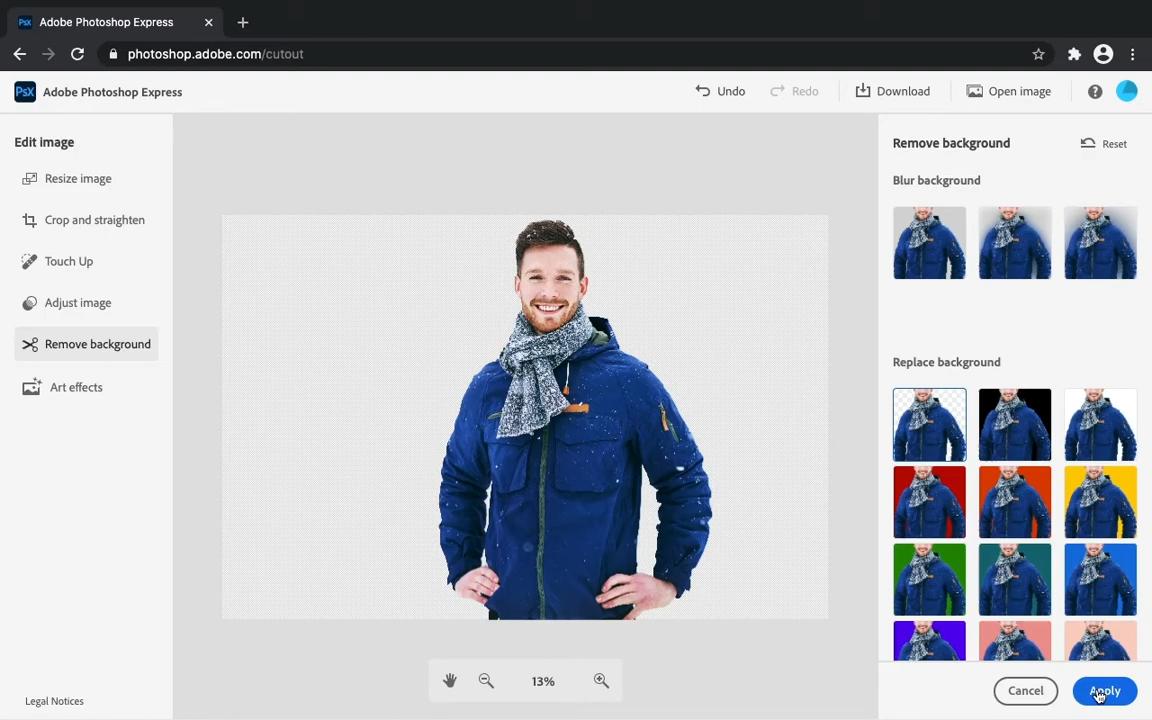 PsX Adobe Photoshop Express
photoshop.adobe.com/cutout
PsX Adobe Photoshop Express
Undo
Redo
Download
Open image
Edit image
Resize image
Crop and straighten
Touch Up
Adjust image
Remove background
Art effects
Legal Notices
13%
Remove background
Reset
Blur background
Replace background
Cancel
Apply